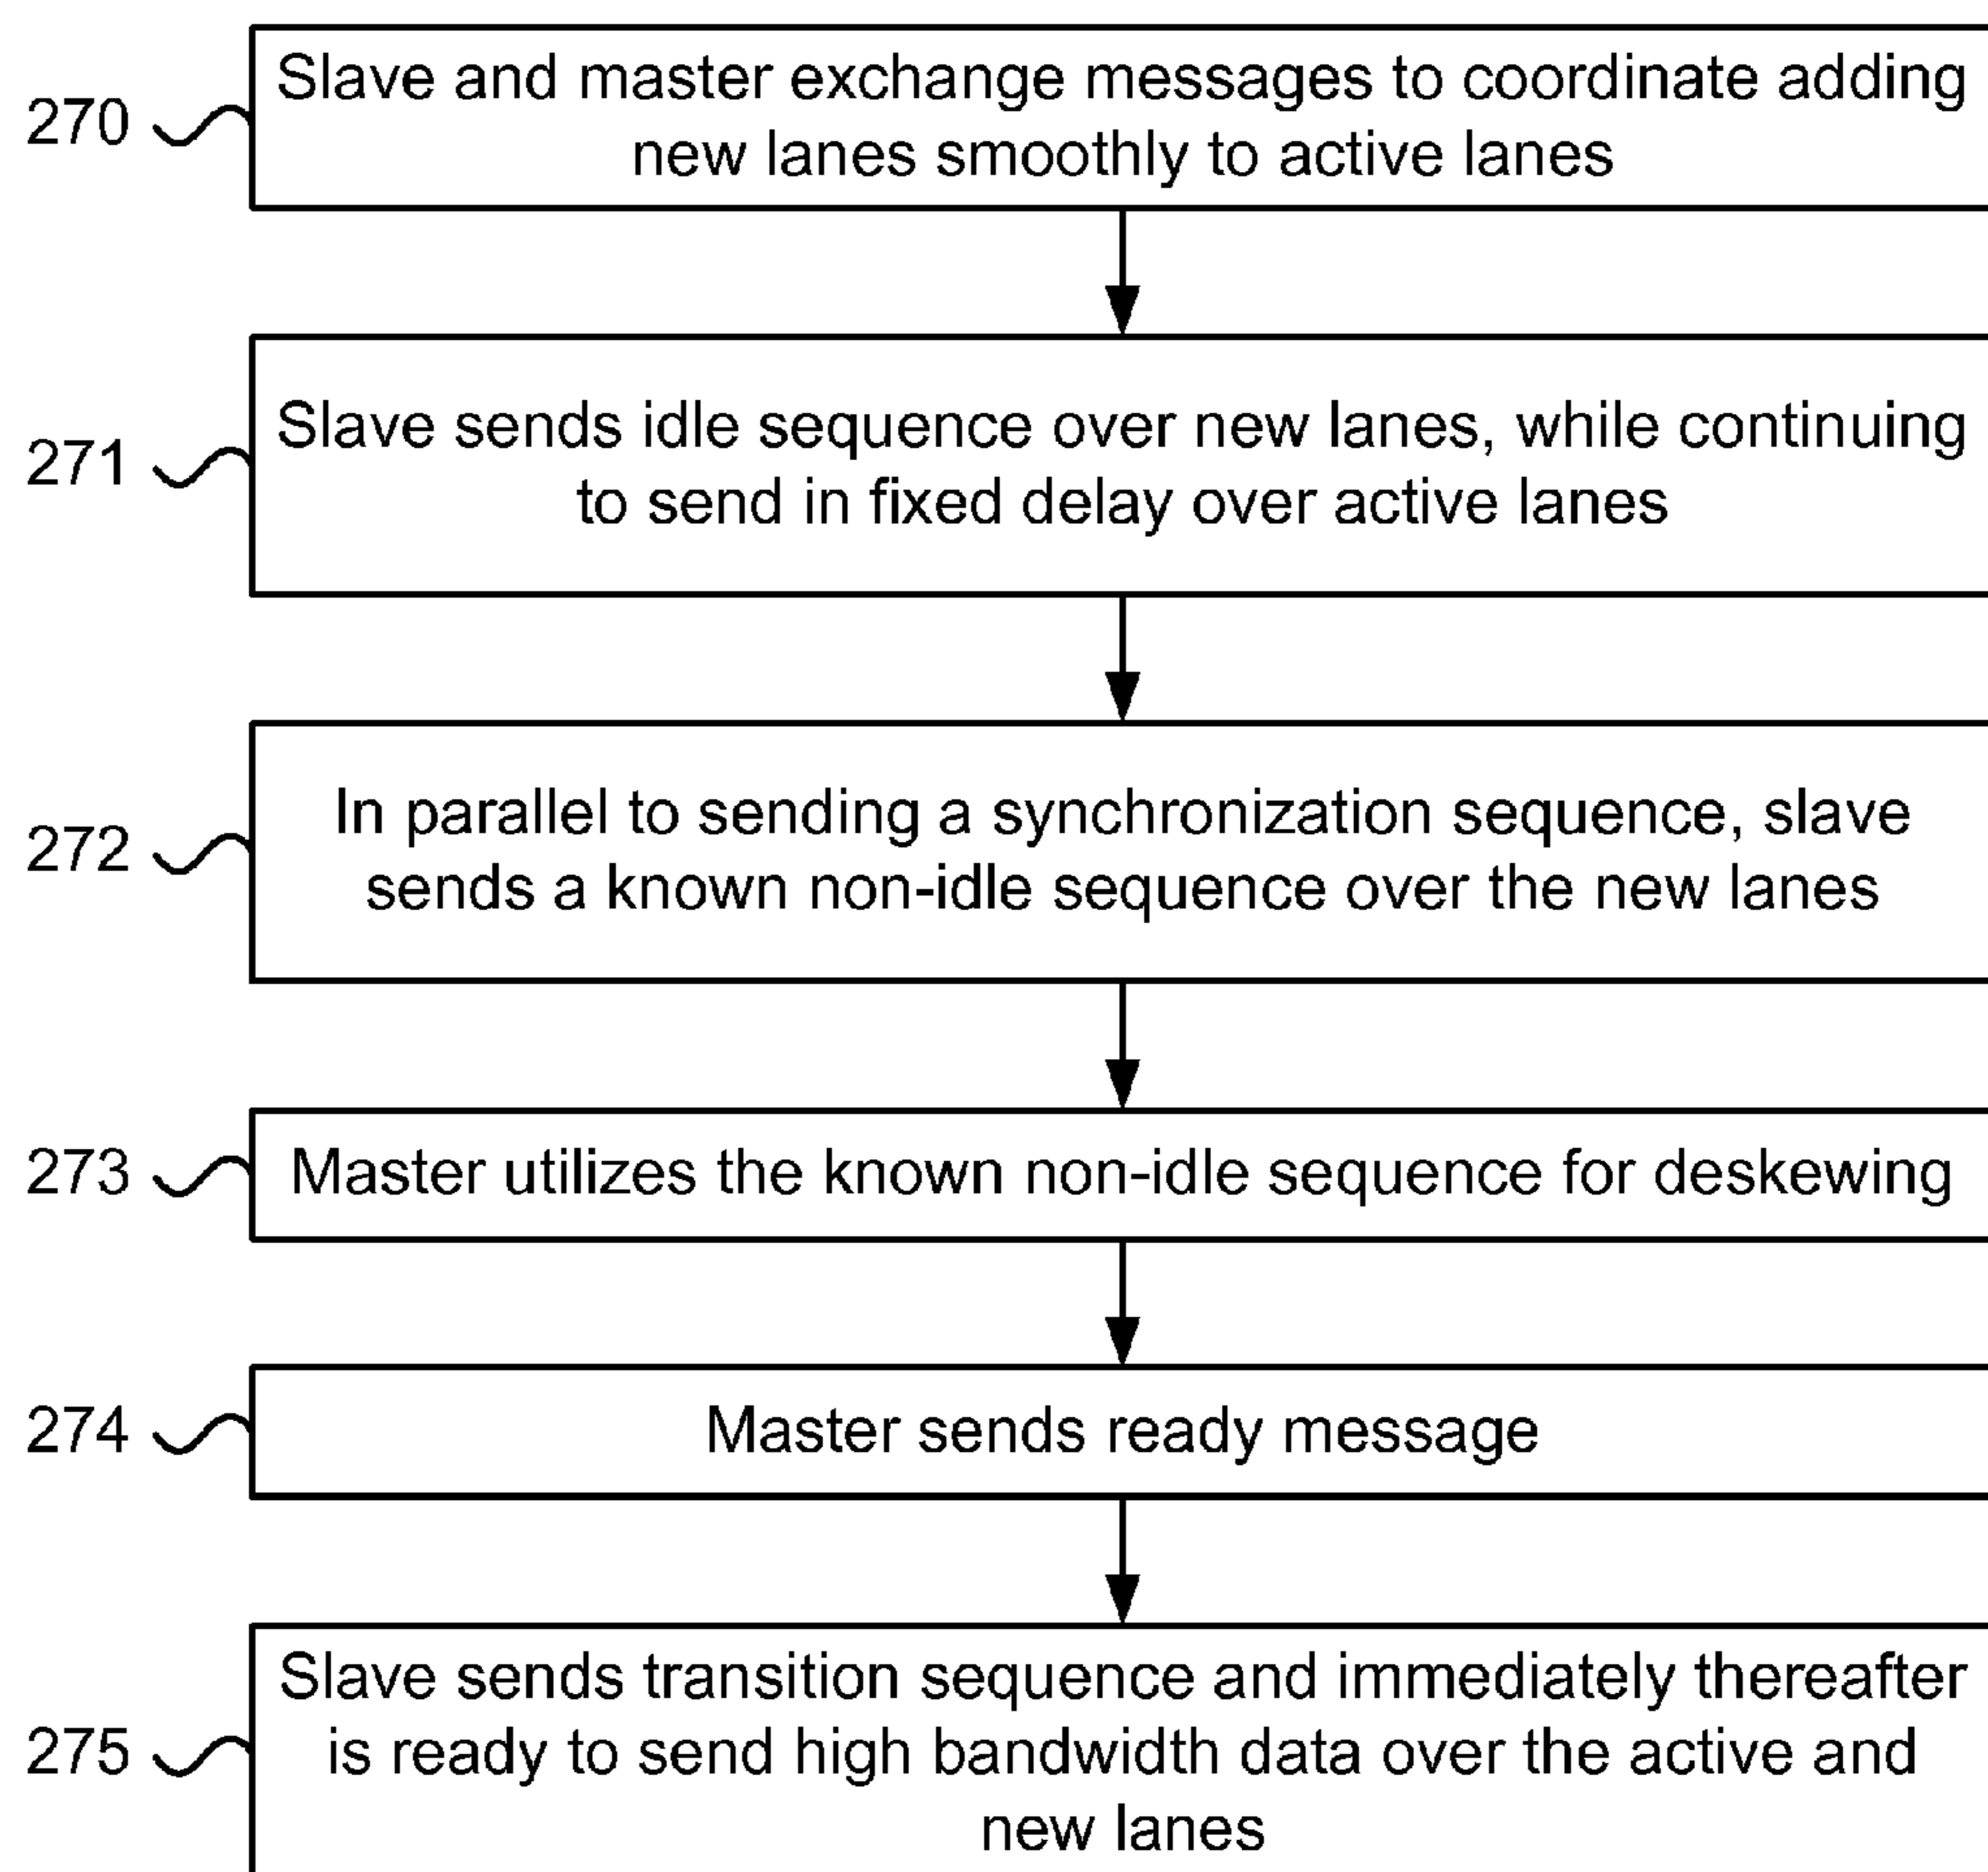 270
Slave and master exchange messages to coordinate adding
new lanes smoothly to active lanes
271
Slave sends idle sequence over new lanes, while continuing
to send in fixed delay over active lanes
272
In parallel to sending a synchronization sequence, slave
sends a known non-idle sequence over the new lanes
273
Master utilizes the known non-idle sequence for deskewing
274
Master sends ready message
275
Slave sends transition sequence and immediately thereafter
is ready to send high bandwidth data over the active and
new lanes